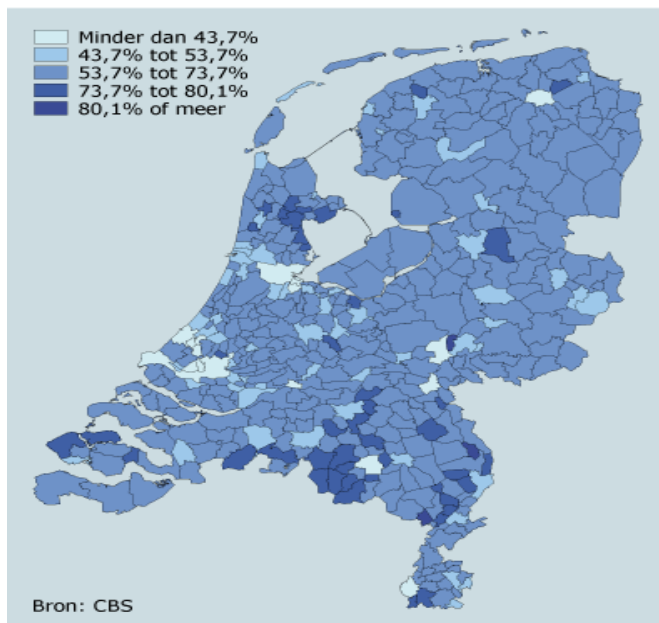 Minder dan 43,7%
43,7% tot 53,7%
53,7% tot 73,7%
73,7% tot 80,1%
80,1% of meer
Bron: CBS